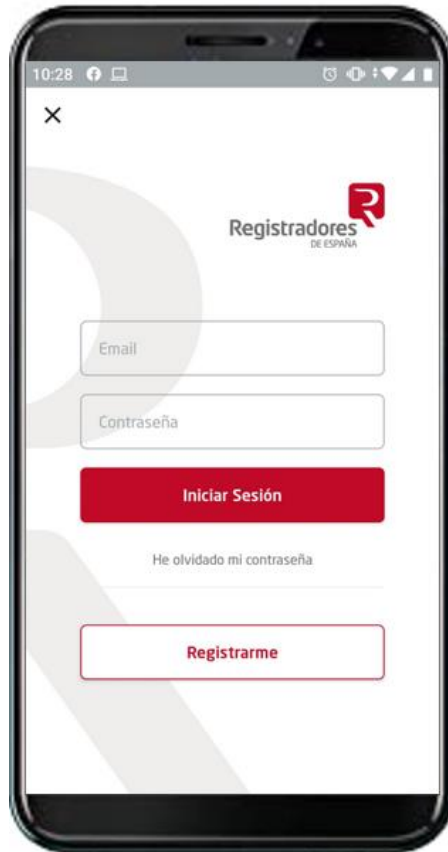 10:28
Registradores
DE ESPAÑA
Email
Contraseña
Iniciar Sesión
He olvidado mi contraseña
Registrarme